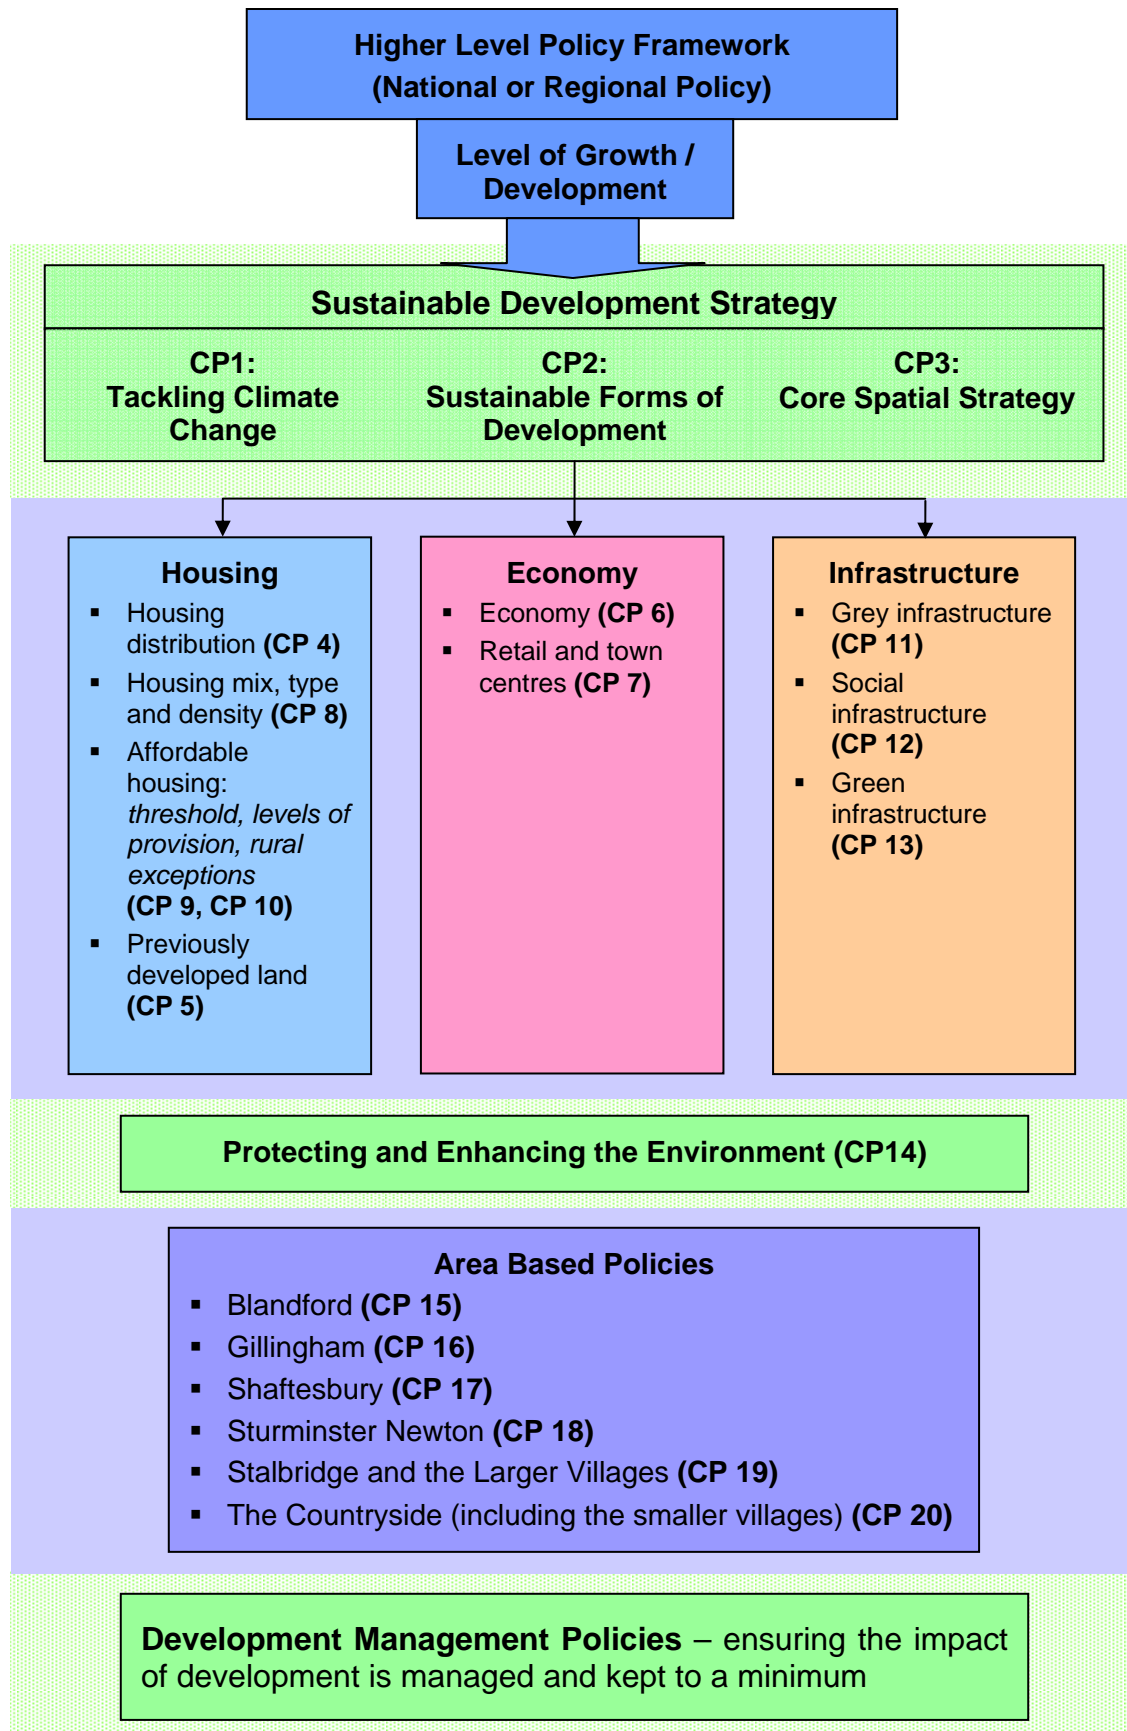 Higher Level Policy Framework
(National or Regional Policy)
Level of Growth /
Development
Sustainable Development Strategy
CP1:
Tackling Climate
Change
CP2:
Sustainable Forms of
Development
CP3:
Core Spatial Strategy
Housing
▪ Housing
distribution (CP 4)
▪ Housing mix, type
and density (CP 8)
▪ Affordable
housing:
threshold, levels of
provision, rural
exceptions
(CP 9, CP 10)
▪ Previously
developed land
(CP 5)
Economy
▪ Economy (CP 6)
▪ Retail and town
centres (CP 7)
Infrastructure
▪ Grey infrastructure
(CP 11)
▪ Social
infrastructure
(CP 12)
▪ Green
infrastructure
(CP 13)
Protecting and Enhancing the Environment (CP14)
Area Based Policies
▪ Blandford (CP 15)
▪ Gillingham (CP 16)
▪ Shaftesbury (CP 17)
▪ Sturminster Newton (CP 18)
▪ Stalbridge and the Larger Villages (CP 19)
▪ The Countryside (including the smaller villages) (CP 20)
Development Management Policies – ensuring the impact
of development is managed and kept to a minimum